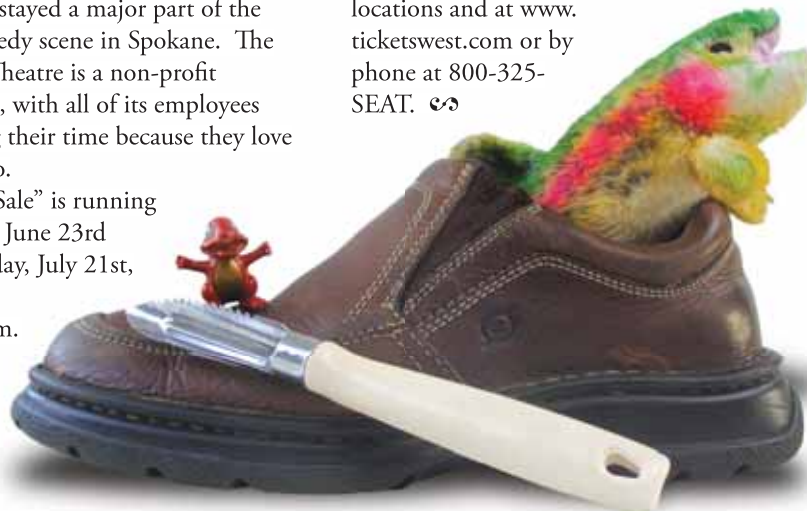 stayed a major part of the
edy scene in Spokane. The
heatre is a non-profit
, with all of its employees
their time because they love
o.
Sale” is running
June 23rd
day, July 21st,
m.
locations and at www.
ticketswest.com or by
phone at 800-325-
SEAT.